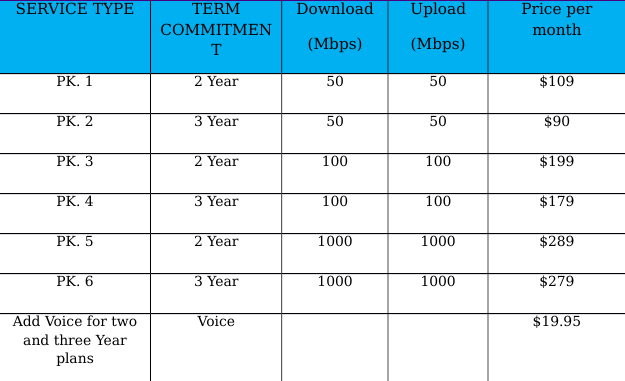 SERVICE TYPE TERM Download Upload Price per
COMMITMEN month
T (Mbps) (Mbps)
PK. 1 2 Year 50 50 $109
PK. 2 3 Year 50 50 $90
PK. 3 2 Year 100 100 $199
PK. 4 3 Year 100 100 $179
PK. 5 2 Year 1000 1000 $289
PK. 6 3 Year 1000 1000 $279
Add Voice for two Voice $19.95
and three Year
plans